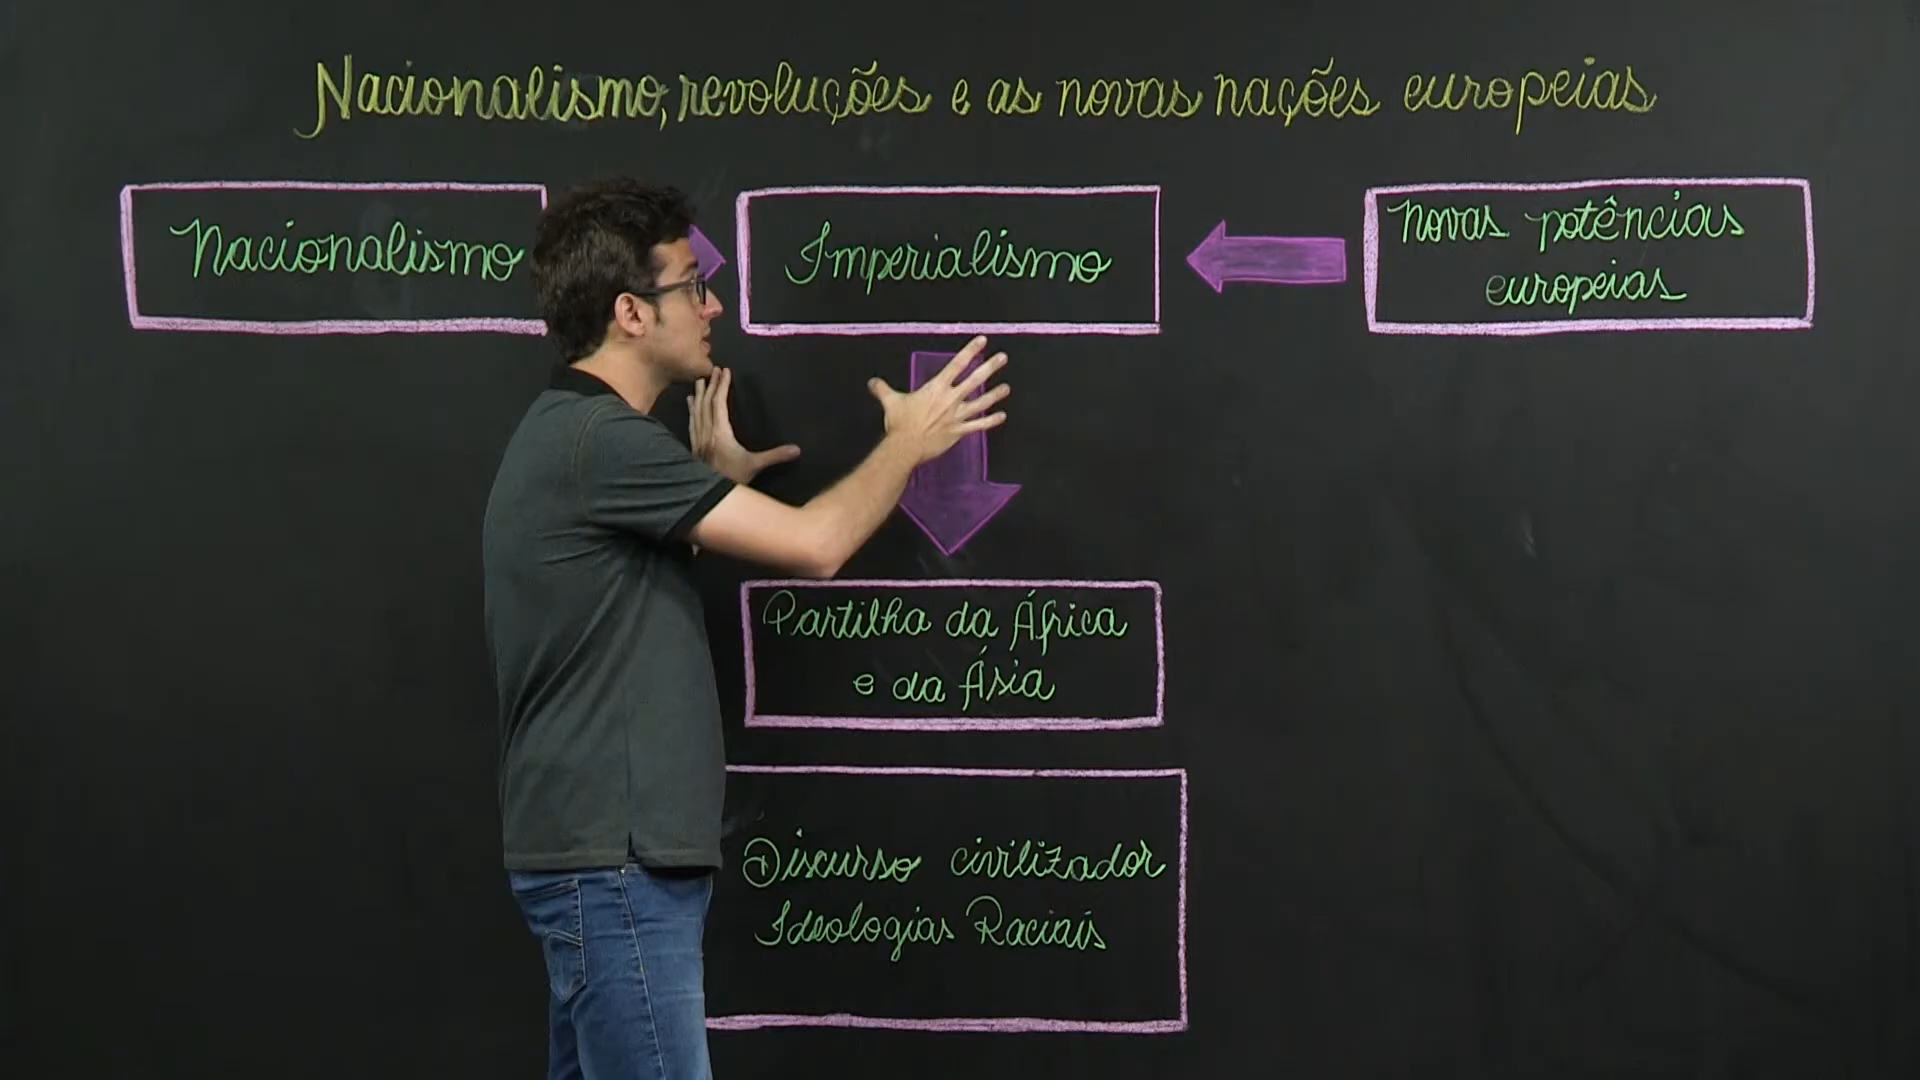 Nacionalismo, revoluções e as novas nações europeias
Nacionalismo
Imperialismo
Novas potências
europeias
Partilha da África
e da Ásia
Discurso civilizador
Ideologias Raciais